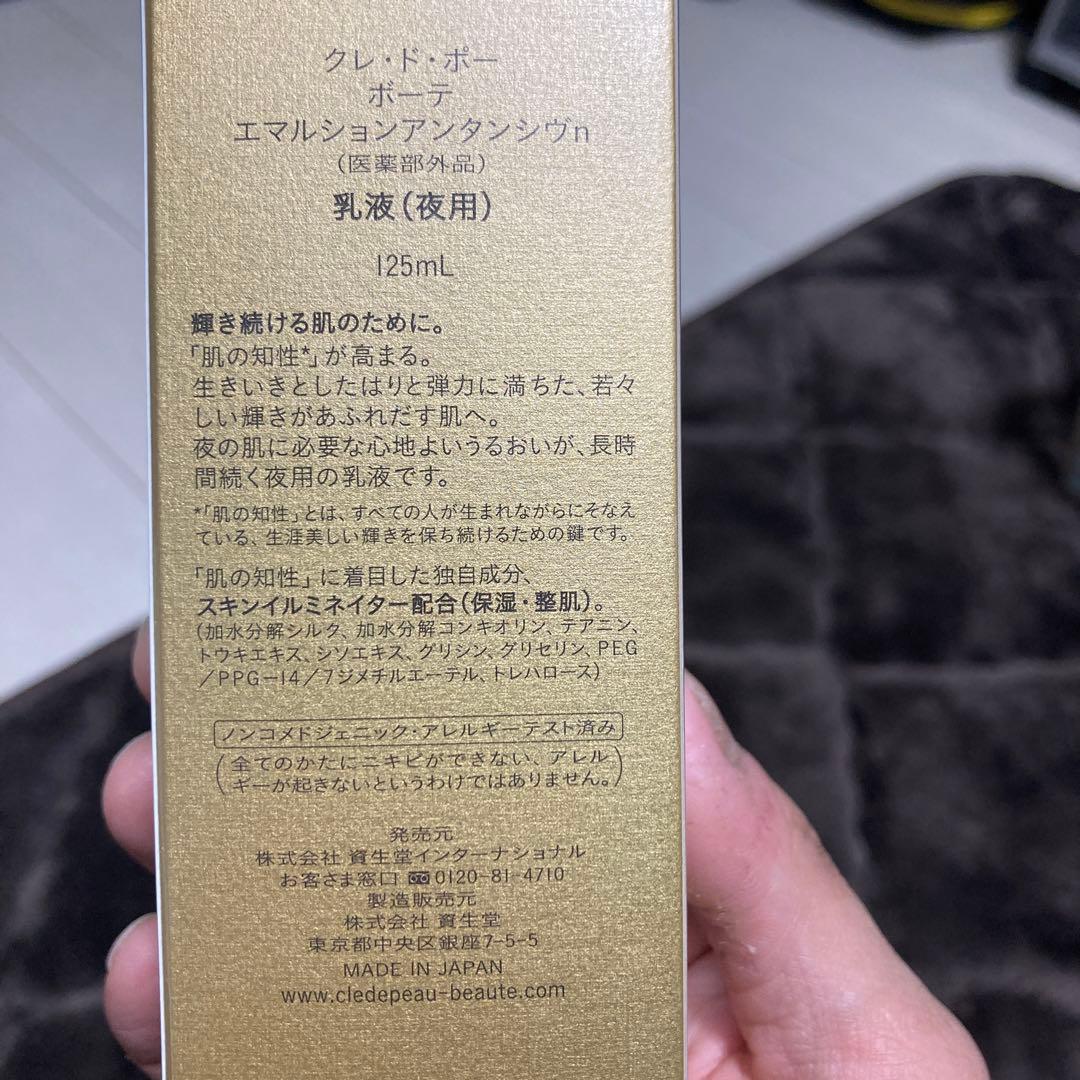 クレ・ド・ポー
ボーテ
エマルションアンタンシヴn
(医薬部外品)
乳液(夜用)
125mL
輝き続ける肌のために。
「肌の知性*」が高まる。
生きいきとしたはりと弾力に満ちた、若々
しい輝きがあふれだす肌へ。
夜の肌に必要な心地よいうるおいが、長時
間続く夜用の乳液です。
*「肌の知性」とは、すべての人が生まれながらにそなえ
ている、生涯美しい輝きを保ち続けるための鍵です。
「肌の知性」に着目した独自成分、
スキンイルミネイター配合(保湿・整肌)。
(加水分解シルク、加水分解コンキオリン、テアニン、
トウキエキス、シソエキス、グリシン、グリセリン、PEG
/PPG-14/7ジメチルエーテル、トレハロース)
ノンコメドジェニック・アレルギーテスト済み
(全てのかたにニキビができない、アレル
ギーが起きないというわけではありません。)
発売元
株式会社 資生堂インターナショナル
お客さま窓口 0120-81-4710
製造販売元
株式会社 資生堂
東京都中央区銀座7-5-5
MADE IN JAPAN
www.cledepeau-beaute.com